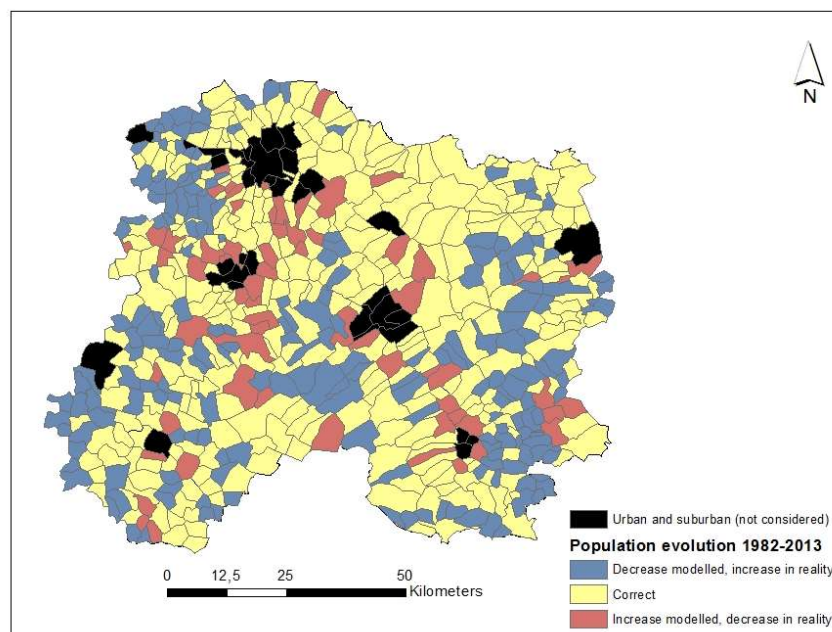 N
Urban and suburban (not considered)
Population evolution 1982-2013
Decrease modelled, increase in reality
Correct
Increase modelled, decrease in reality
0 12,5 25 50
Kilometers